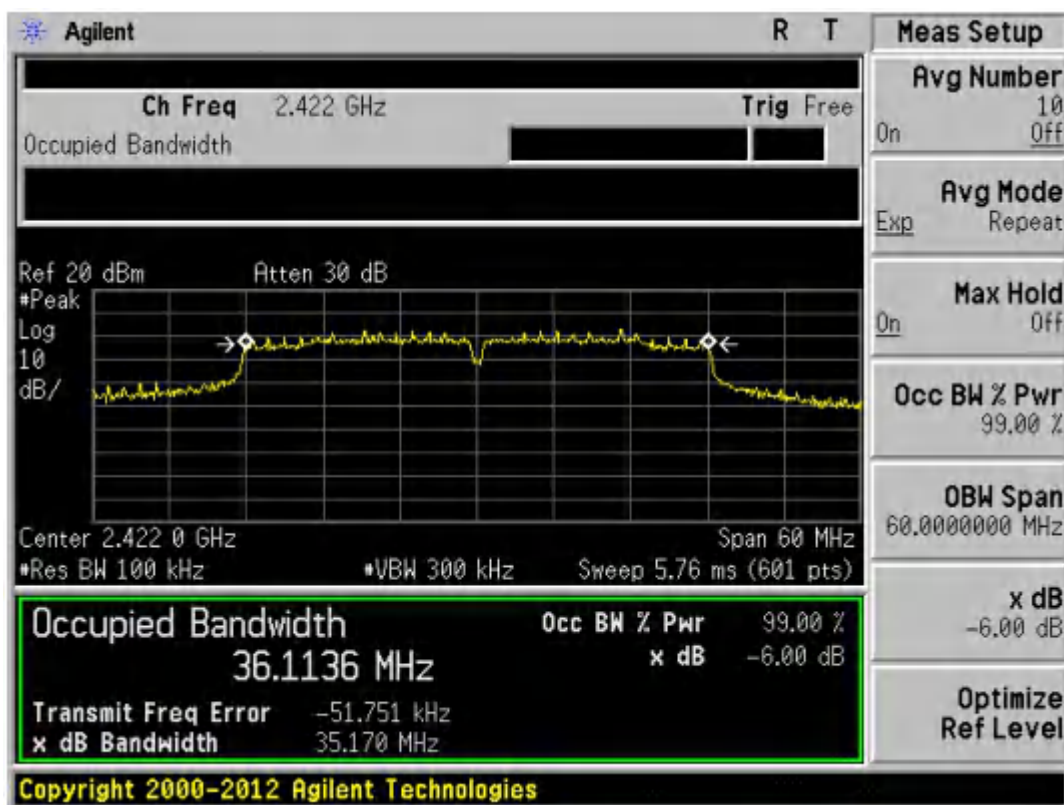 Agilent R T Meas Setup
Avg Number
10
On Off
Ch Freq 2.422 GHz Trig Free
Occupied Bandwidth
Avg Mode
Exp Repeat
Ref 20 dBm Atten 30 dB
#Peak
Log
10
dB/
Max Hold
On Off
Occ BW % Pwr
99.00 %
OBW Span
60.0000000 MHz
Center 2.422 0 GHz Span 60 MHz
#Res BW 100 kHz #VBW 300 kHz Sweep 5.76 ms (601 pts)
x dB
-6.00 dB
Occupied Bandwidth Occ BW % Pwr 99.00 %
36.1136 MHz x dB -6.00 dB
Transmit Freq Error -51.751 kHz
x dB Bandwidth 35.170 MHz
Optimize
Ref Level
Copyright 2000-2012 Agilent Technologies